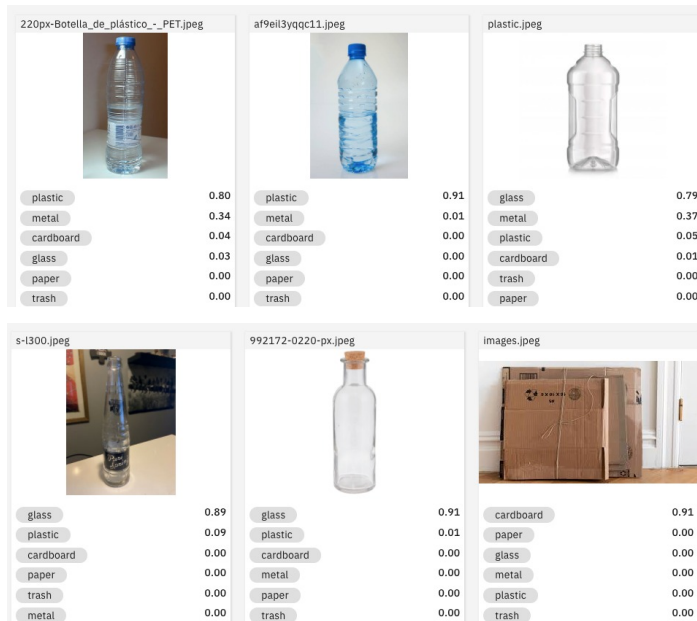 220px-Botella_de_plástico_-_PET.jpeg
plastic 0.80
metal 0.34
cardboard 0.04
glass 0.03
paper 0.00
trash 0.00
af9eil3yqqc11.jpeg
plastic 0.91
metal 0.01
cardboard 0.00
glass 0.00
paper 0.00
trash 0.00
plastic.jpeg
glass 0.79
metal 0.37
plastic 0.05
cardboard 0.01
trash 0.00
paper 0.00
s-l300.jpeg
glass 0.89
plastic 0.09
cardboard 0.00
paper 0.00
trash 0.00
metal 0.00
992172-0220-px.jpeg
glass 0.91
plastic 0.01
cardboard 0.00
metal 0.00
paper 0.00
trash 0.00
images.jpeg
cardboard 0.91
paper 0.00
glass 0.00
metal 0.00
plastic 0.00
trash 0.00